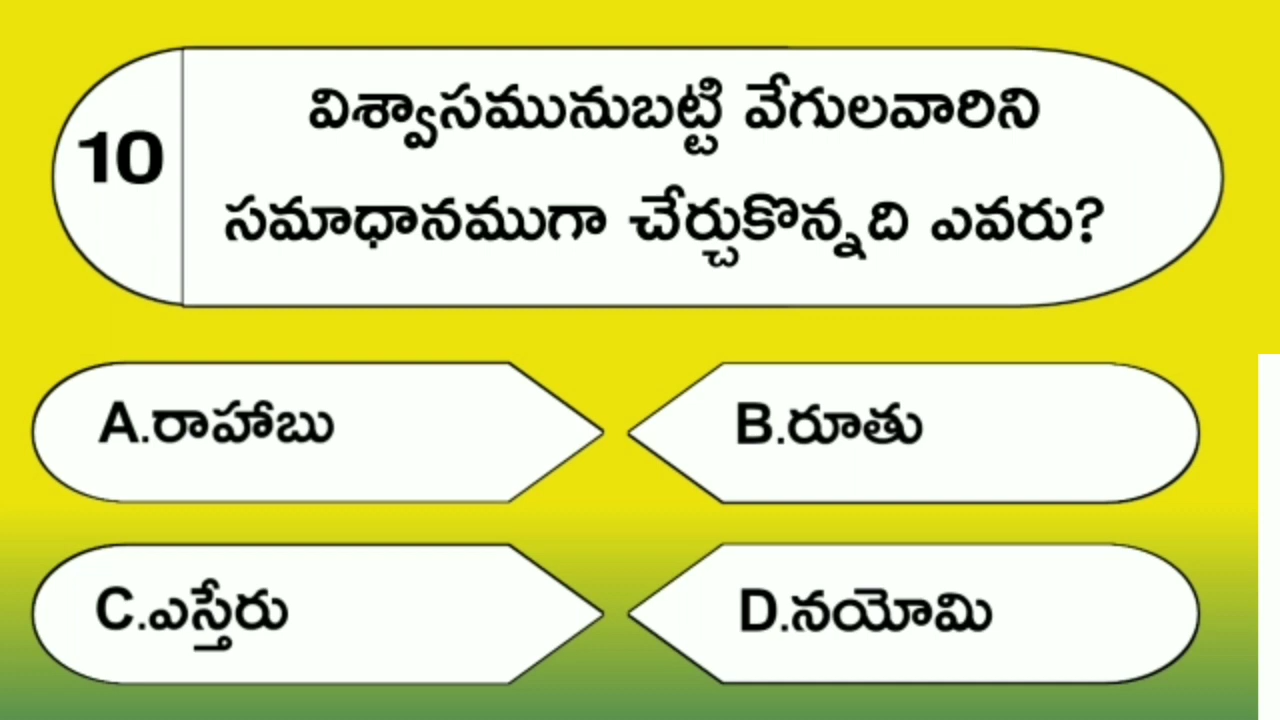 10
విశ్వాసమునుబట్టి వేగులవారిని
సమాధానముగా చేర్చుకొన్నది ఎవరు?
A.రాహాబు
B.రూతు
C.ఎస్తేరు
D.నయోమి